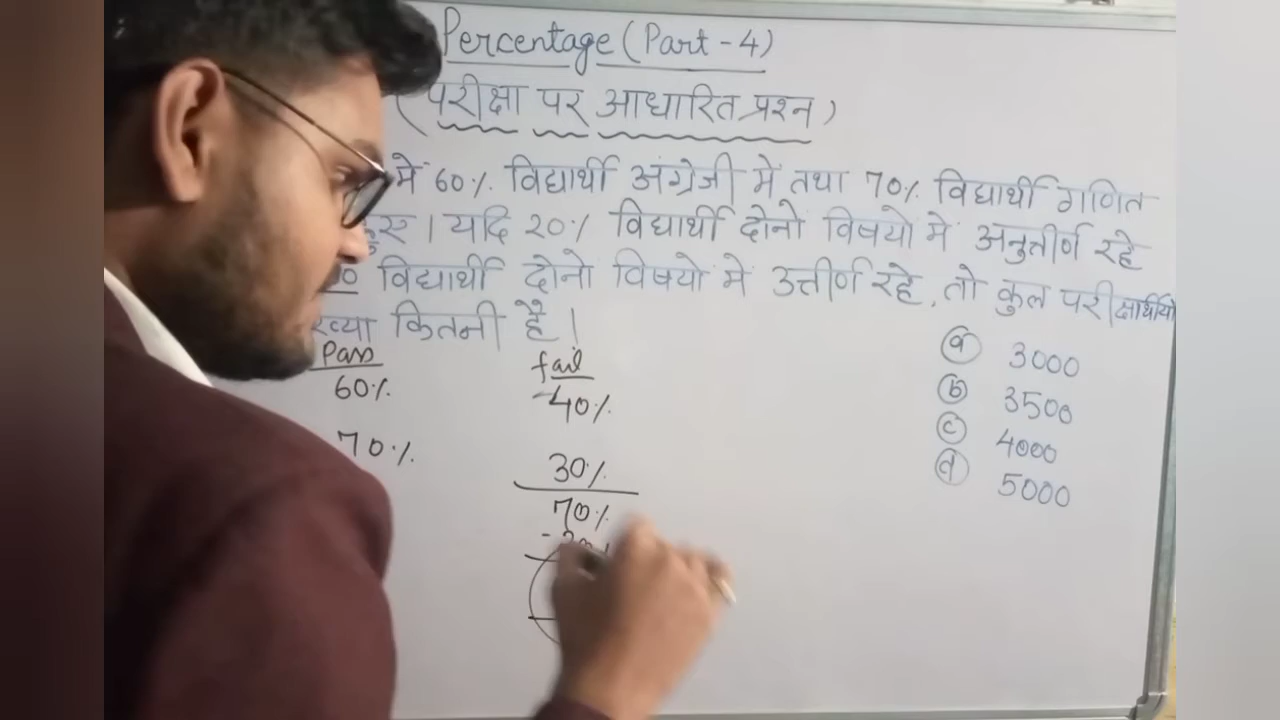 Percentage (Part - 4)
( परीक्षा पर आधारित प्रश्न )
में 60% विद्यार्थी अंग्रेजी में तथा 70% विद्यार्थी गणित
। यदि 20% विद्यार्थी दोनो विषयो में अनुत्तीर्ण रहे
विद्यार्थी दोनो विषयो में उत्तीर्ण रहे, तो कुल परीक्षार्थीयो
कितनी है ।
Pass fail
60% 40%
70% 30%
70%
(a) 3000
(b) 3500
(c) 4000
(d) 5000